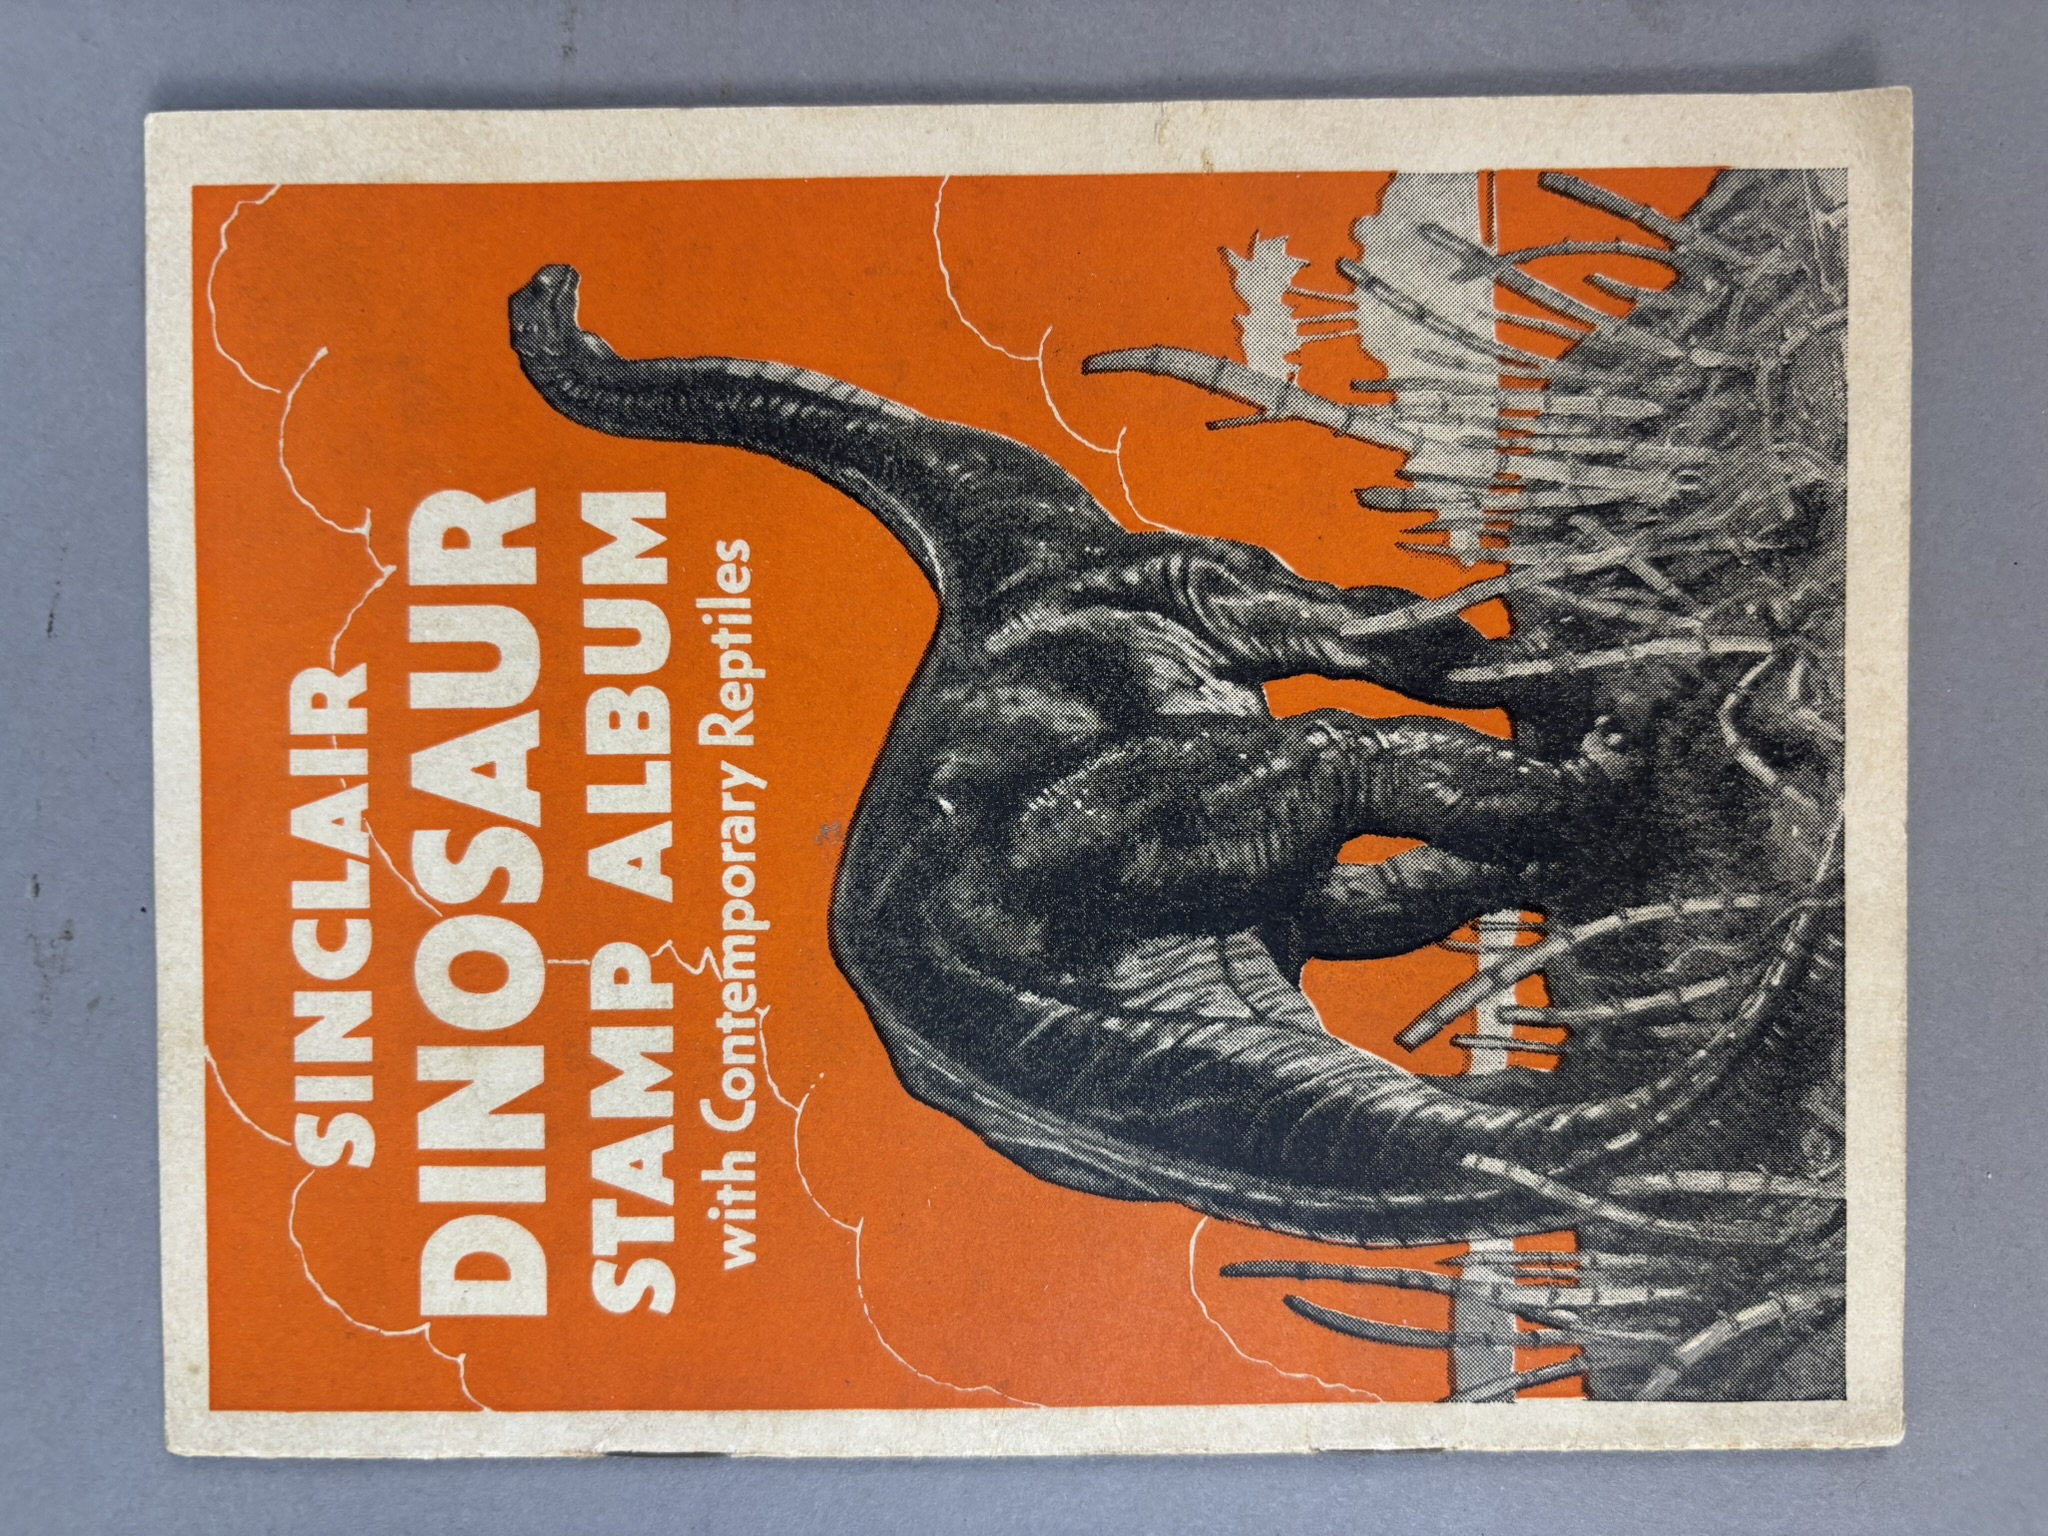 SINCLAIR
DINOSAUR
STAMP ALBUM
with Contemporary Reptiles